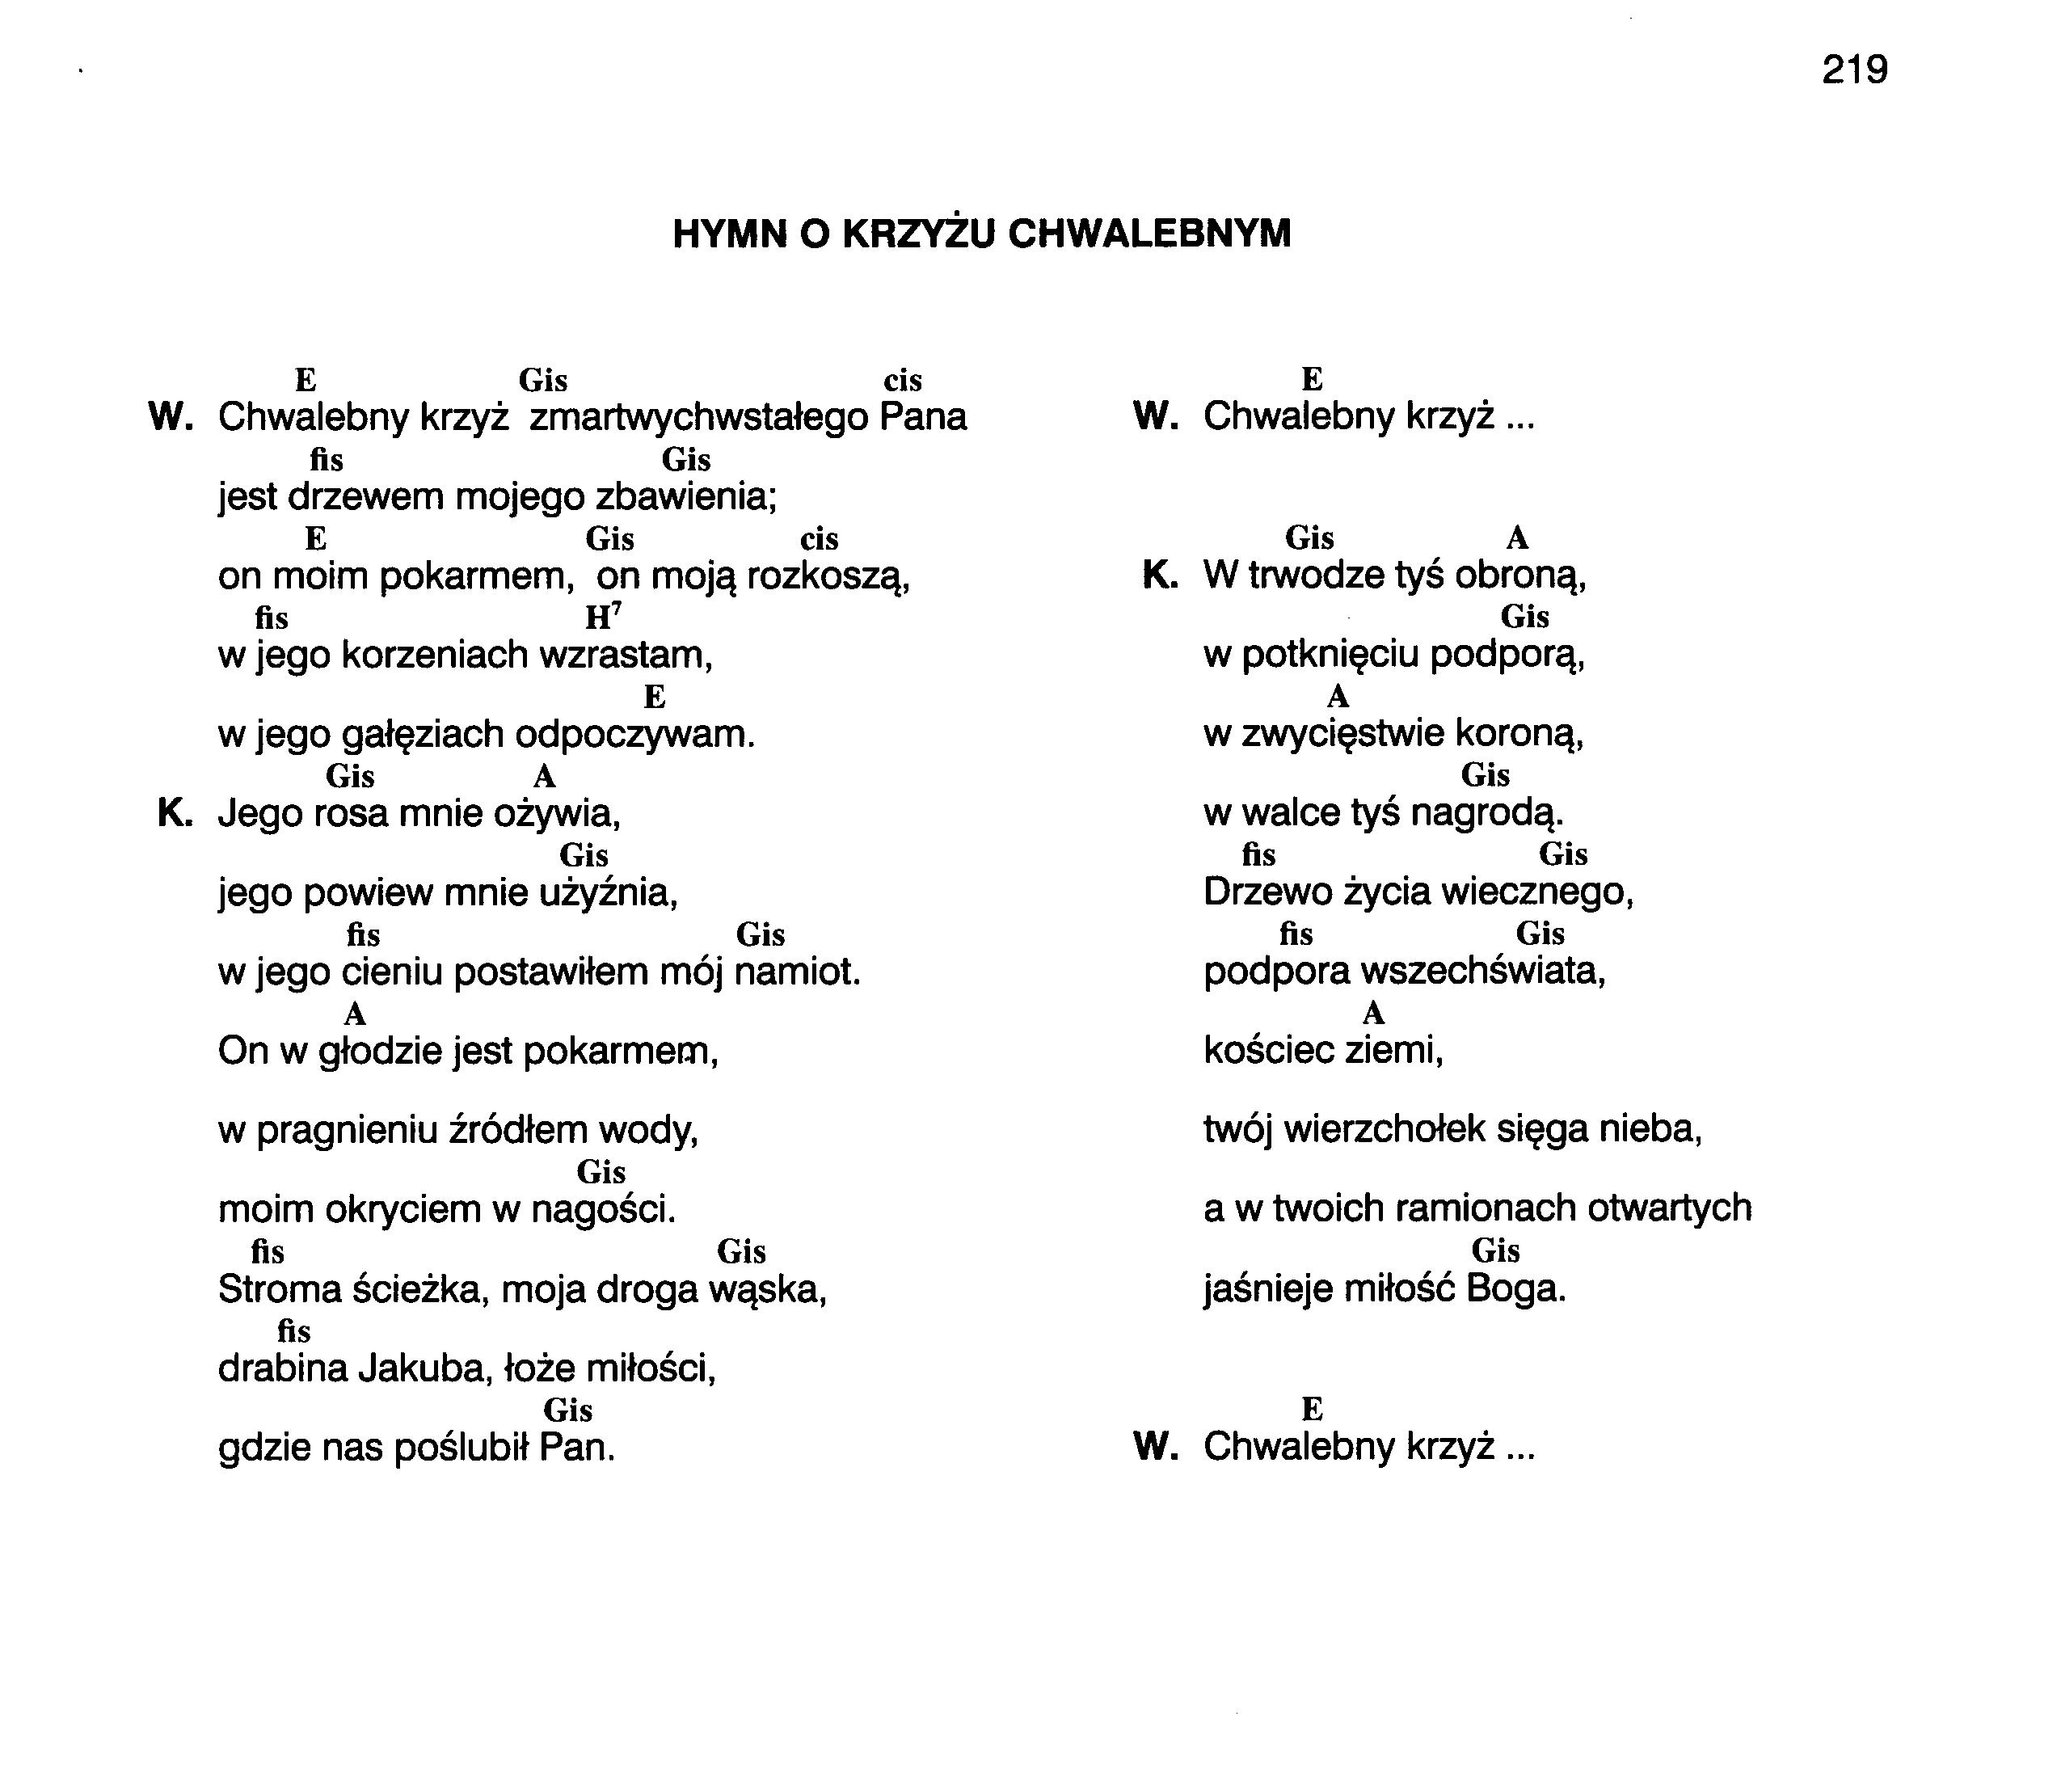 219
HYMN O KRZYŻU CHWALEBNYM
E Gis cis
W. Chwalebny krzyż zmartwychwstałego Pana
fis Gis
jest drzewem mojego zbawienia;
E Gis cis
on moim pokarmem, on moją rozkoszą,
fis H⁷
w jego korzeniach wzrastam,
E
w jego gałęziach odpoczywam.
Gis A
K. Jego rosa mnie ożywia,
Gis
jego powiew mnie użyźnia,
fis Gis
w jego cieniu postawiłem mój namiot.
A
On w głodzie jest pokarmem,
w pragnieniu źródłem wody,
Gis
moim okryciem w nagości.
fis Gis
Stroma ścieżka, moja droga wąska,
fis
drabina Jakuba, łoże miłości,
Gis
gdzie nas poślubił Pan.
E
W. Chwalebny krzyż ...
Gis A
K. W trwodze tyś obroną,
Gis
w potknięciu podporą,
A
w zwycięstwie koroną,
Gis
w walce tyś nagrodą.
fis Gis
Drzewo życia wiecznego,
fis Gis
podpora wszechświata,
A
kościec ziemi,
twój wierzchołek sięga nieba,
a w twoich ramionach otwartych
Gis
jaśnieje miłość Boga.
E
W. Chwalebny krzyż ...